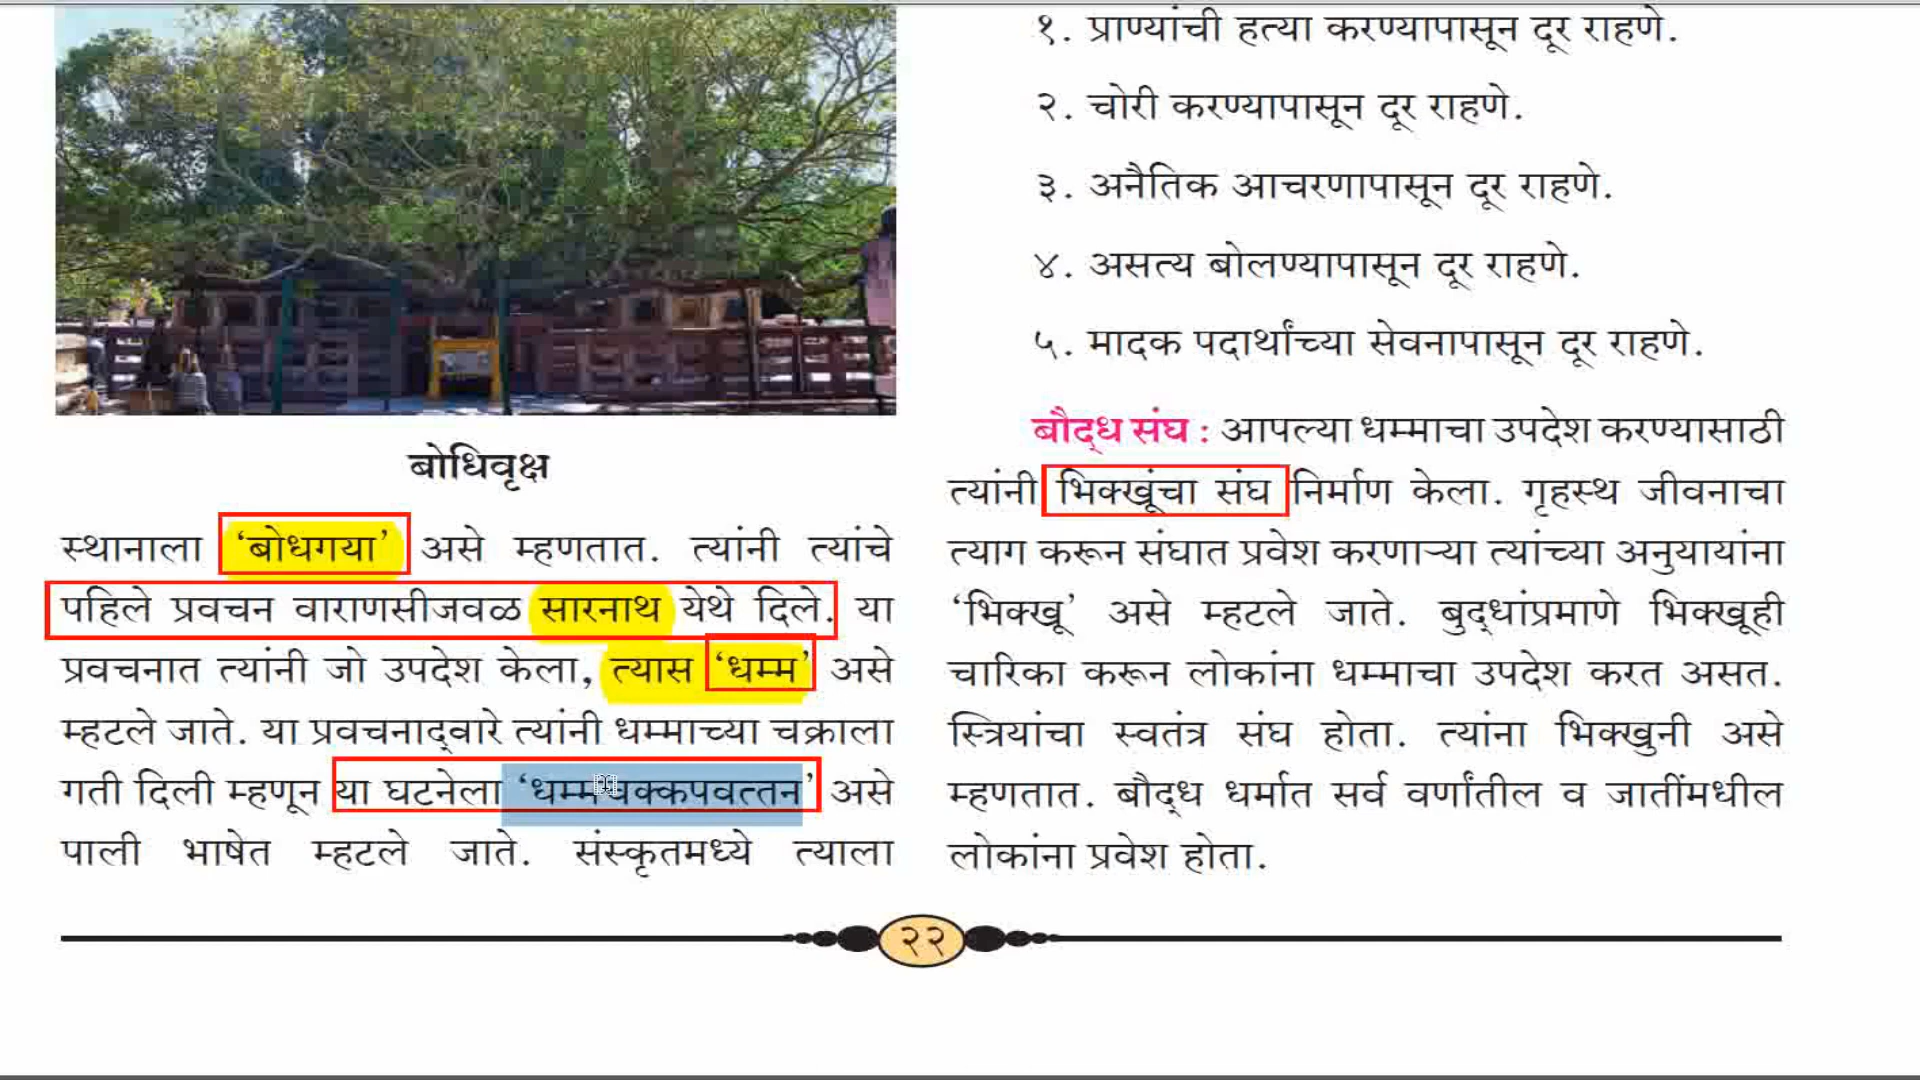 बोधिवृक्ष
स्थानाला ‘बोधगया’ असे म्हणतात. त्यांनी त्यांचे
पहिले प्रवचन वाराणसीजवळ सारनाथ येथे दिले. या
प्रवचनात त्यांनी जो उपदेश केला, त्यास ‘धम्म’ असे
म्हटले जाते. या प्रवचनाद्‌वारे त्यांनी धम्माच्या चक्राला
गती दिली म्हणून या घटनेला ‘धम्मचक्कपवत्तन’ असे
पाली भाषेत म्हटले जाते. संस्कृतमध्ये त्याला
१. प्राण्यांची हत्या करण्यापासून दूर राहणे.
२. चोरी करण्यापासून दूर राहणे.
३. अनैतिक आचरणापासून दूर राहणे.
४. असत्य बोलण्यापासून दूर राहणे.
५. मादक पदार्थांच्या सेवनापासून दूर राहणे.
बौद्‌ध संघ : आपल्या धम्माचा उपदेश करण्यासाठी
त्यांनी भिक्खूंचा संघ निर्माण केला. गृहस्थ जीवनाचा
त्याग करून संघात प्रवेश करणाऱ्या त्यांच्या अनुयायांना
‘भिक्खू’ असे म्हटले जाते. बुद्‌धांप्रमाणे भिक्खूही
चारिका करून लोकांना धम्माचा उपदेश करत असत.
स्त्रियांचा स्वतंत्र संघ होता. त्यांना भिक्खुनी असे
म्हणतात. बौद्‌ध धर्मात सर्व वर्णांतील व जातींमधील
लोकांना प्रवेश होता.
२२